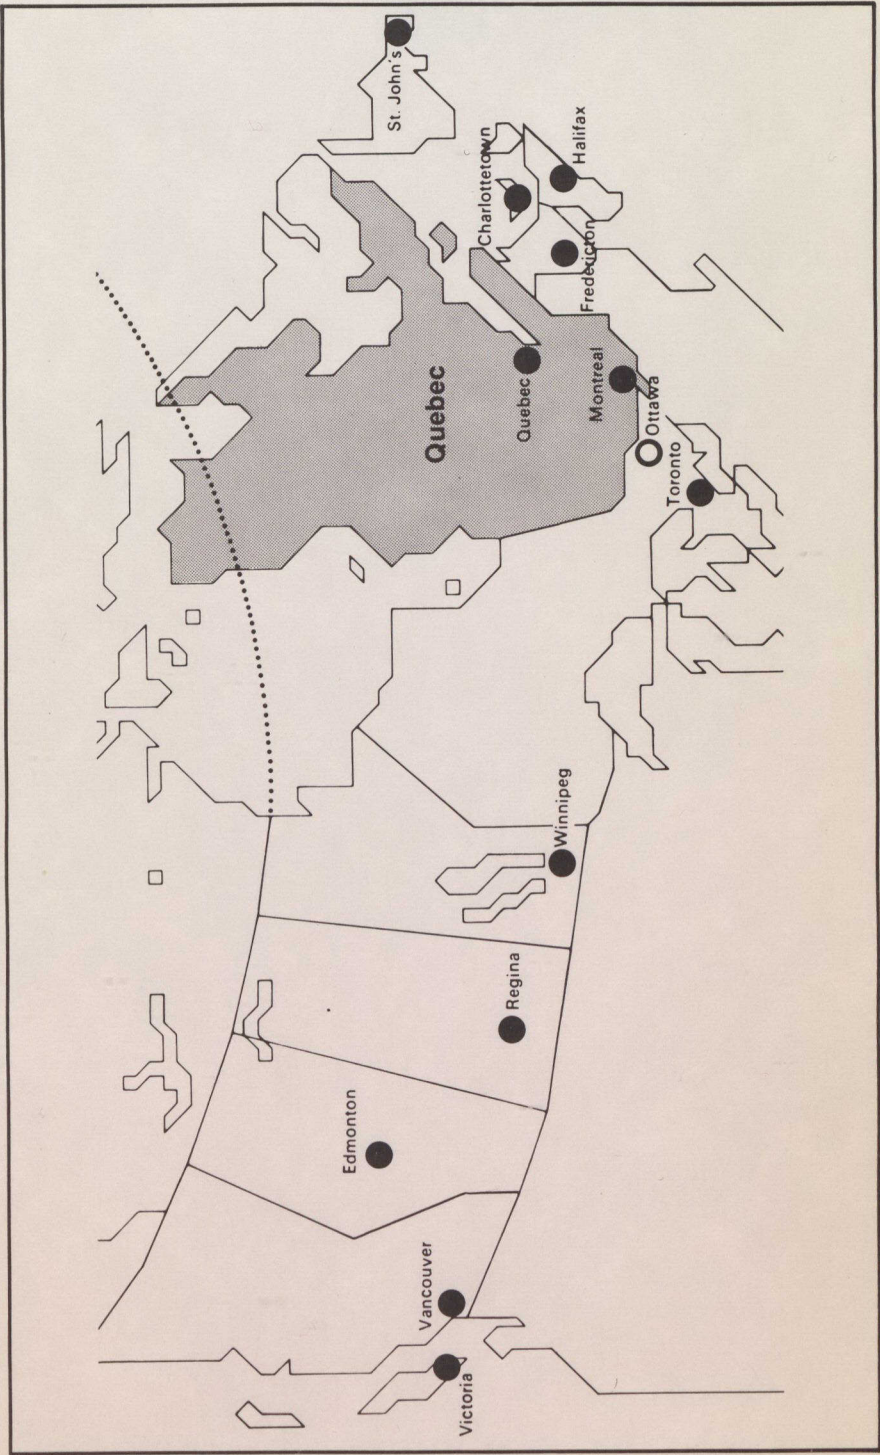 St. John's
Charlottetown
Halifax
Fredericton
Quebec
Quebec
Montreal
Ottawa
Toronto
Winnipeg
Regina
Edmonton
Vancouver
Victoria